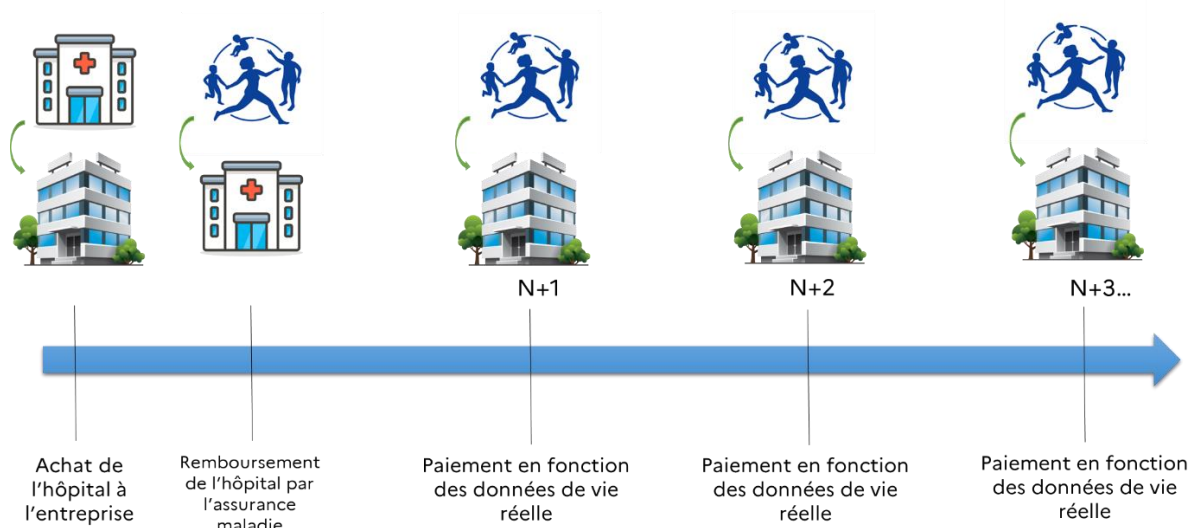 N+1
N+2
N+3...
Achat de
l'hôpital à
l'entreprise
Remboursement
de l'hôpital par
l'assurance
maladie
Paiement en fonction
des données de vie
réelle
Paiement en fonction
des données de vie
réelle
Paiement en fonction
des données de vie
réelle